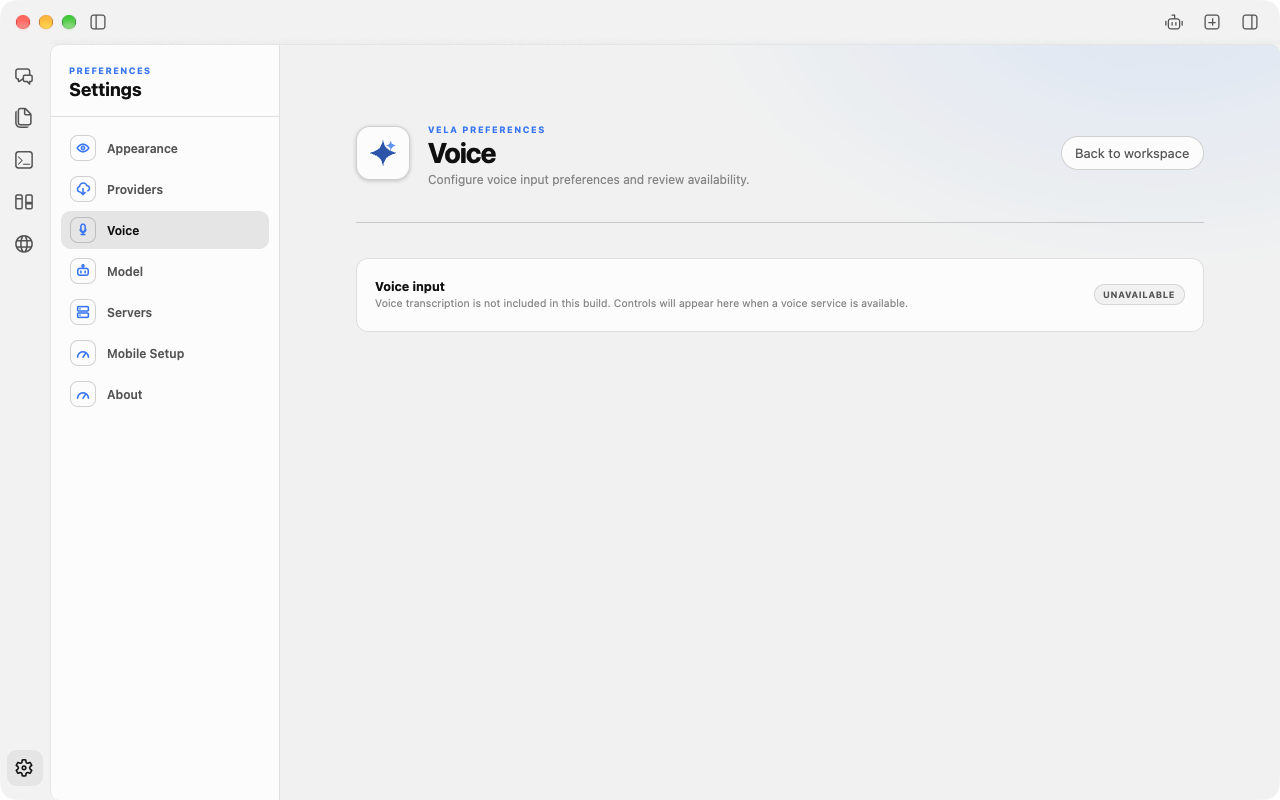 PREFERENCES
Settings
Appearance
Providers
Voice
Model
Servers
Mobile Setup
About
VELA PREFERENCES
Voice
Configure voice input preferences and review availability.
Back to workspace
Voice input
Voice transcription is not included in this build. Controls will appear here when a voice service is available.
UNAVAILABLE